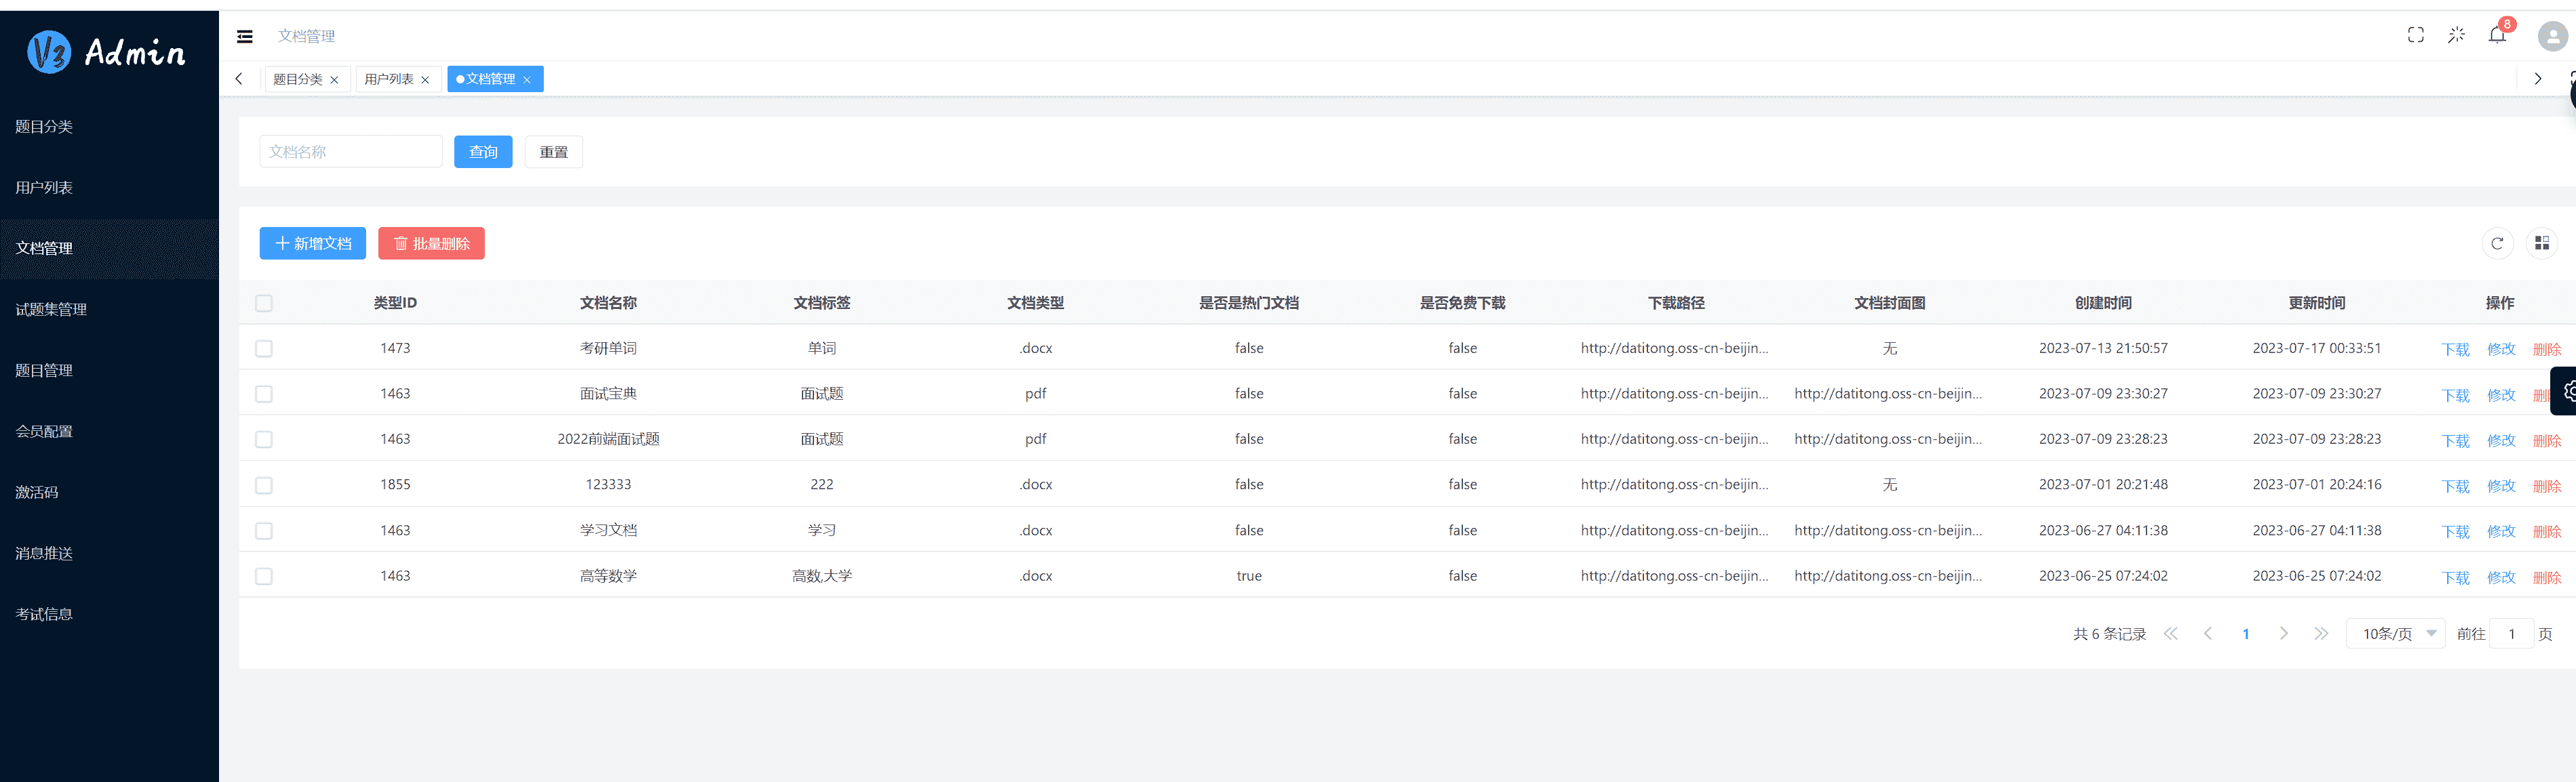 V3 Admin
文档管理
8
题目分类
用户列表
文档管理
题目分类
用户列表
文档管理
试题集管理
题目管理
会员配置
激活码
消息推送
考试信息
文档名称 查询 重置
新增文档 批量删除
类型ID 文档名称 文档标签 文档类型 是否是热门文档 是否免费下载 下载路径 文档封面图 创建时间 更新时间 操作
1473 考研单词 单词 .docx false false http://datitong.oss-cn-beijin... 无 2023-07-13 21:50:57 2023-07-17 00:33:51 下载 修改 删除
1463 面试宝典 面试题 pdf false false http://datitong.oss-cn-beijin... http://datitong.oss-cn-beijin... 2023-07-09 23:30:27 2023-07-09 23:30:27 下载 修改 删
1463 2022前端面试题 面试题 pdf false false http://datitong.oss-cn-beijin... http://datitong.oss-cn-beijin... 2023-07-09 23:28:23 2023-07-09 23:28:23 下载 修改 删除
1855 123333 222 .docx false false http://datitong.oss-cn-beijin... 无 2023-07-01 20:21:48 2023-07-01 20:24:16 下载 修改 删除
1463 学习文档 学习 .docx false false http://datitong.oss-cn-beijin... http://datitong.oss-cn-beijin... 2023-06-27 04:11:38 2023-06-27 04:11:38 下载 修改 删除
1463 高等数学 高数,大学 .docx true false http://datitong.oss-cn-beijin... http://datitong.oss-cn-beijin... 2023-06-25 07:24:02 2023-06-25 07:24:02 下载 修改 删除
共 6 条记录 1 10条/页 前往 1 页